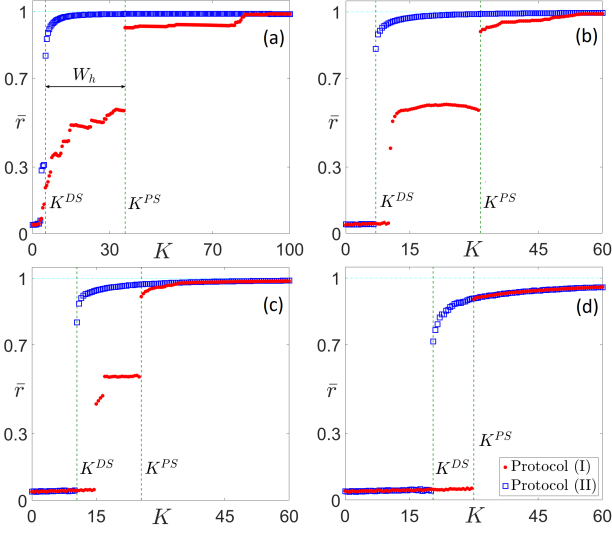 1
0.7
r̄
0.3
0
W_h
K^{DS}
K^{PS}
(a)
0
30
K
70
100
1
0.7
r̄
0.3
0
K^{DS}
K^{PS}
(b)
0
15
K
45
60
1
0.7
r̄
0.3
0
K^{DS}
K^{PS}
(c)
0
15
K
45
60
1
0.7
r̄
0.3
0
K^{DS}
K^{PS}
(d)
Protocol (I)
Protocol (II)
0
15
K
45
60